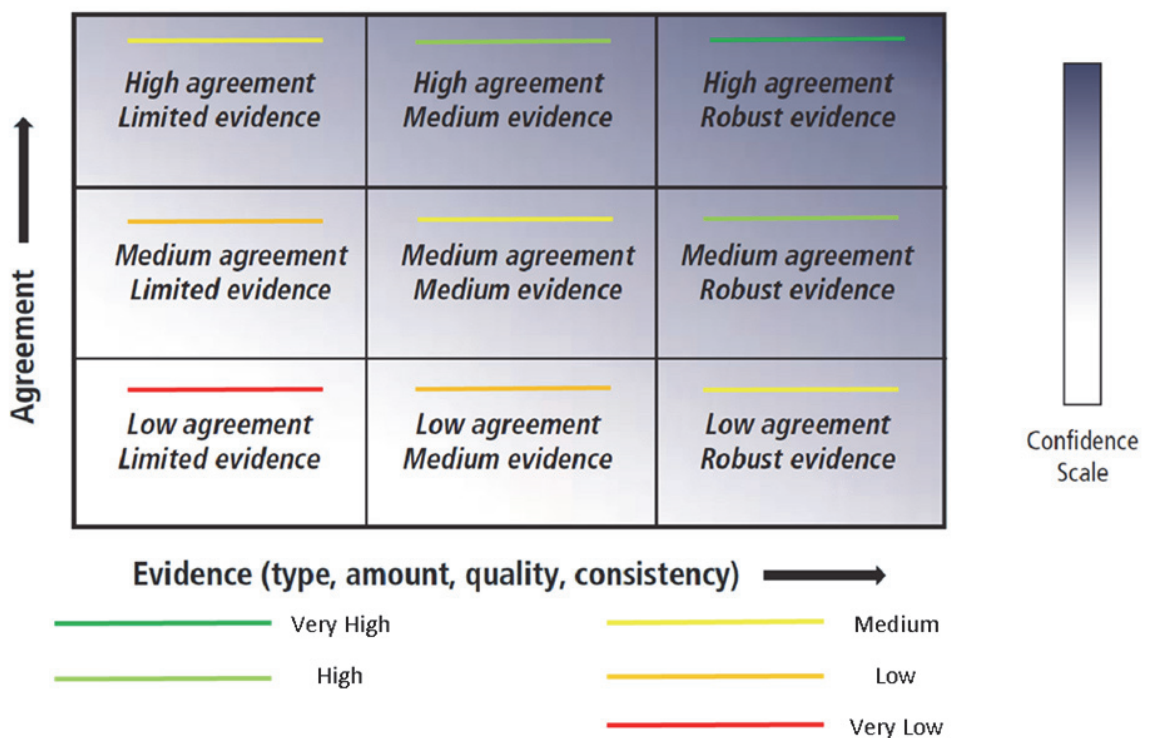 High agreement
Limited evidence
High agreement
Medium evidence
High agreement
Robust evidence
Medium agreement
Limited evidence
Medium agreement
Medium evidence
Medium agreement
Robust evidence
Low agreement
Limited evidence
Low agreement
Medium evidence
Low agreement
Robust evidence
Agreement
Evidence (type, amount, quality, consistency)
Confidence
Scale
Very High
High
Medium
Low
Very Low